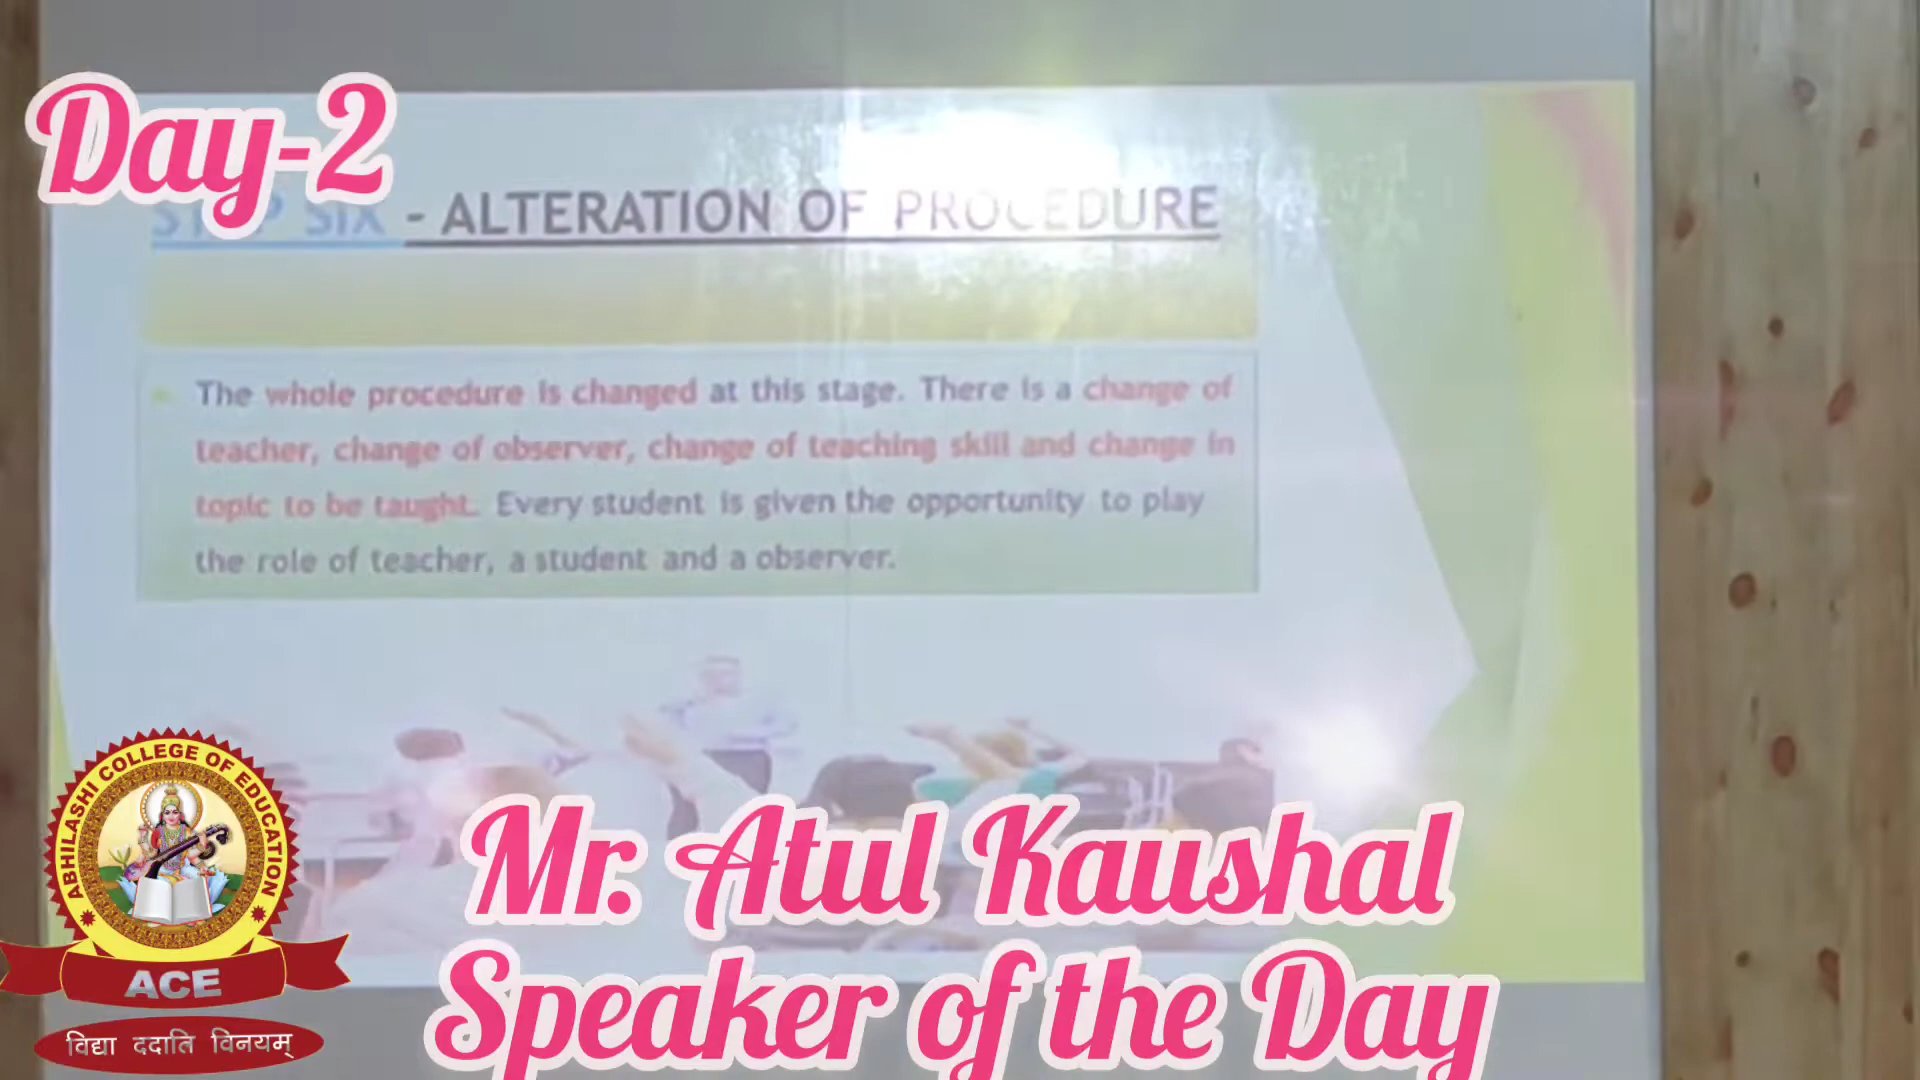 Day-2
STEP SIX - ALTERATION OF PROCEDURE
The whole procedure is changed at this stage. There is a change of
teacher, change of observer, change of teaching skill and change in
topic to be taught. Every student is given the opportunity to play
the role of teacher, a student and a observer.
ABHILASHI COLLEGE OF EDUCATION
ACE
विद्या ददाति विनयम्
Mr. Atul Kaushal
Speaker of the Day